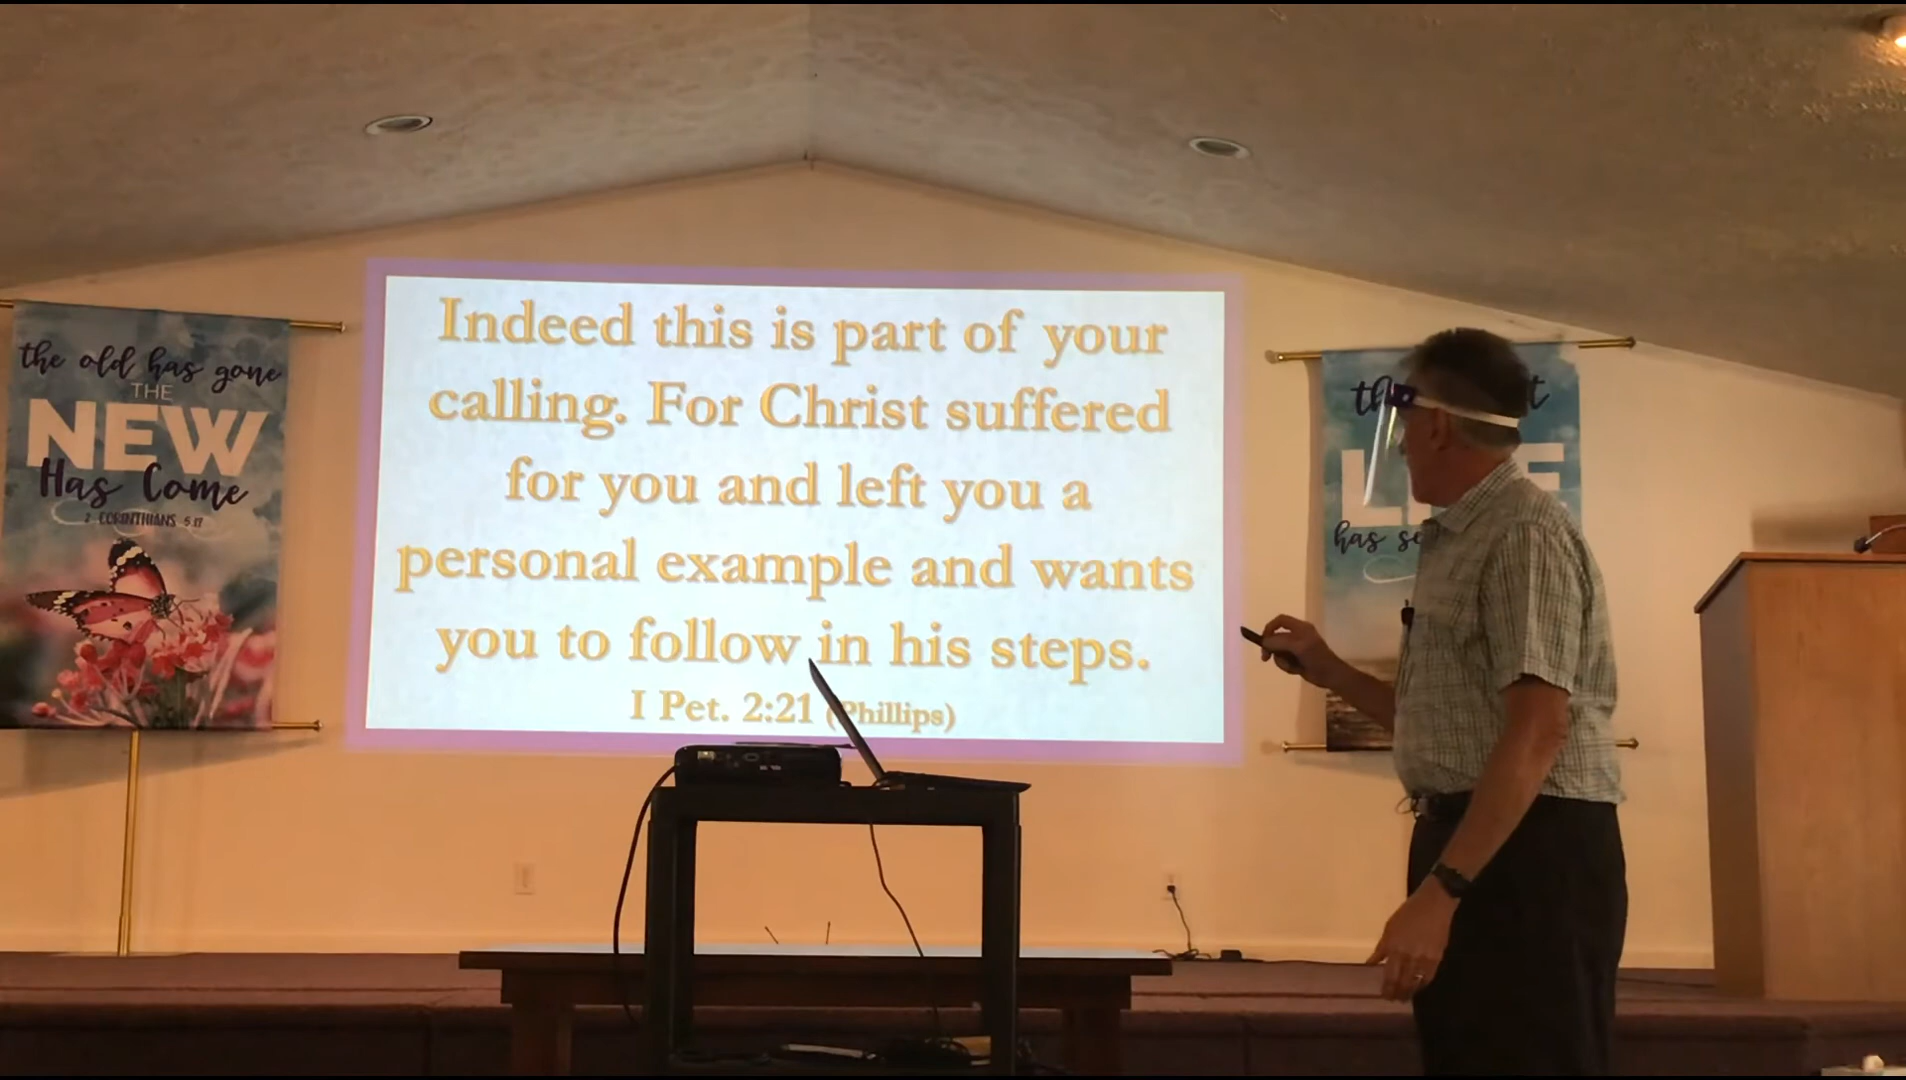 the old has gone
THE
NEW
Has Come
2 CORINTHIANS 5:17
Indeed this is part of your
calling. For Christ suffered
for you and left you a
personal example and wants
you to follow in his steps.
I Pet. 2:21 (Phillips)
has